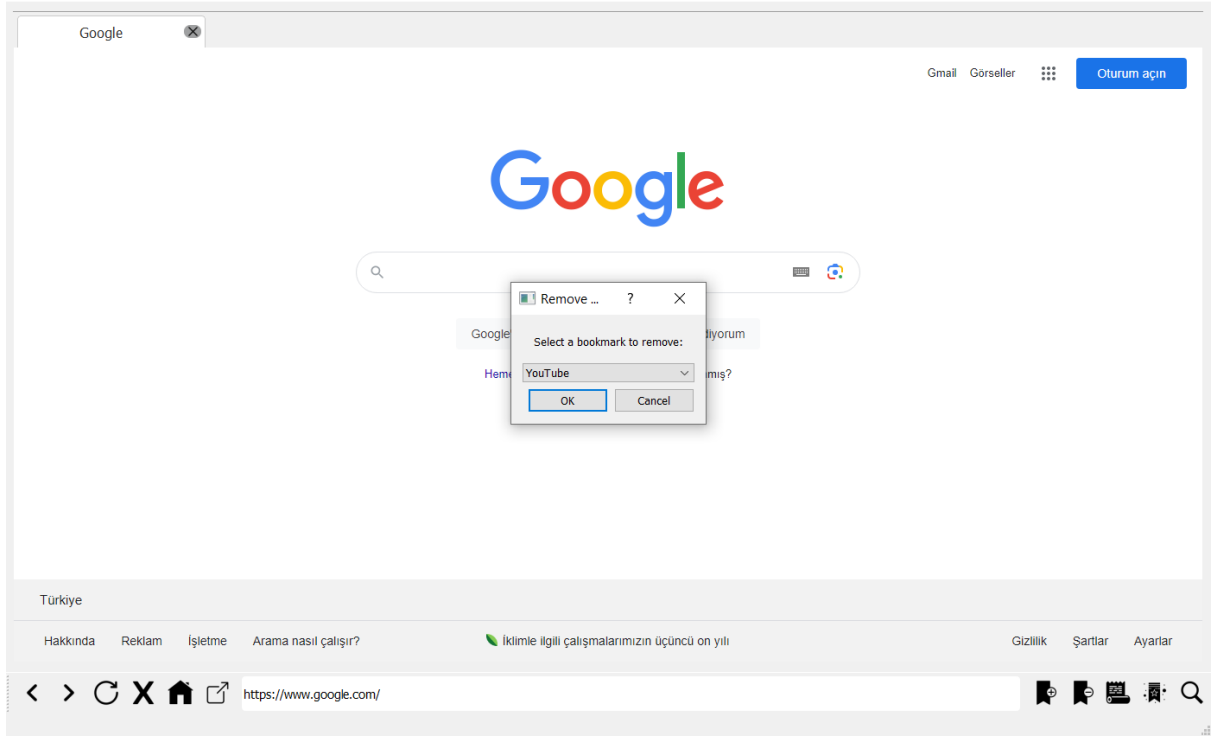 Google
Gmail Görseller Oturum açın
Google
Remove ... ?
Google
diyorum
Select a bookmark to remove:
Heme
mış?
YouTube
OK Cancel
Türkiye
Hakkında Reklam İşletme Arama nasıl çalışır? İklimle ilgili çalışmalarımızın üçüncü on yılı Gizlilik Şartlar Ayarlar
https://www.google.com/